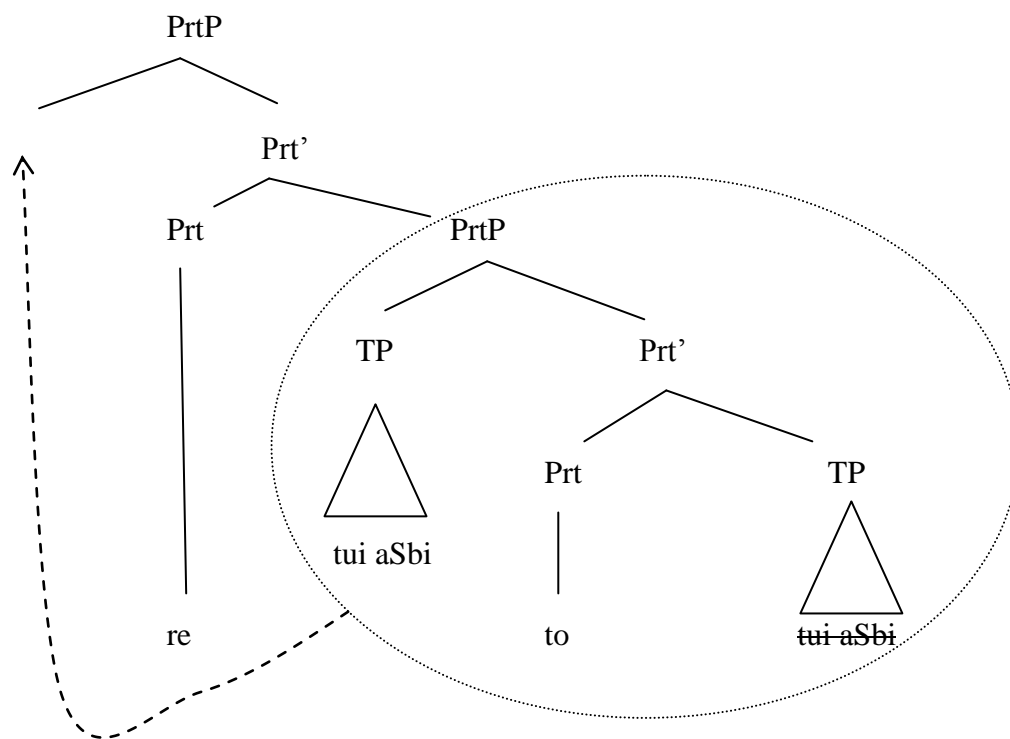 PrtP
Prt’
Prt PrtP
TP Prt’
Prt TP
tui aSbi
re to tui aSbi